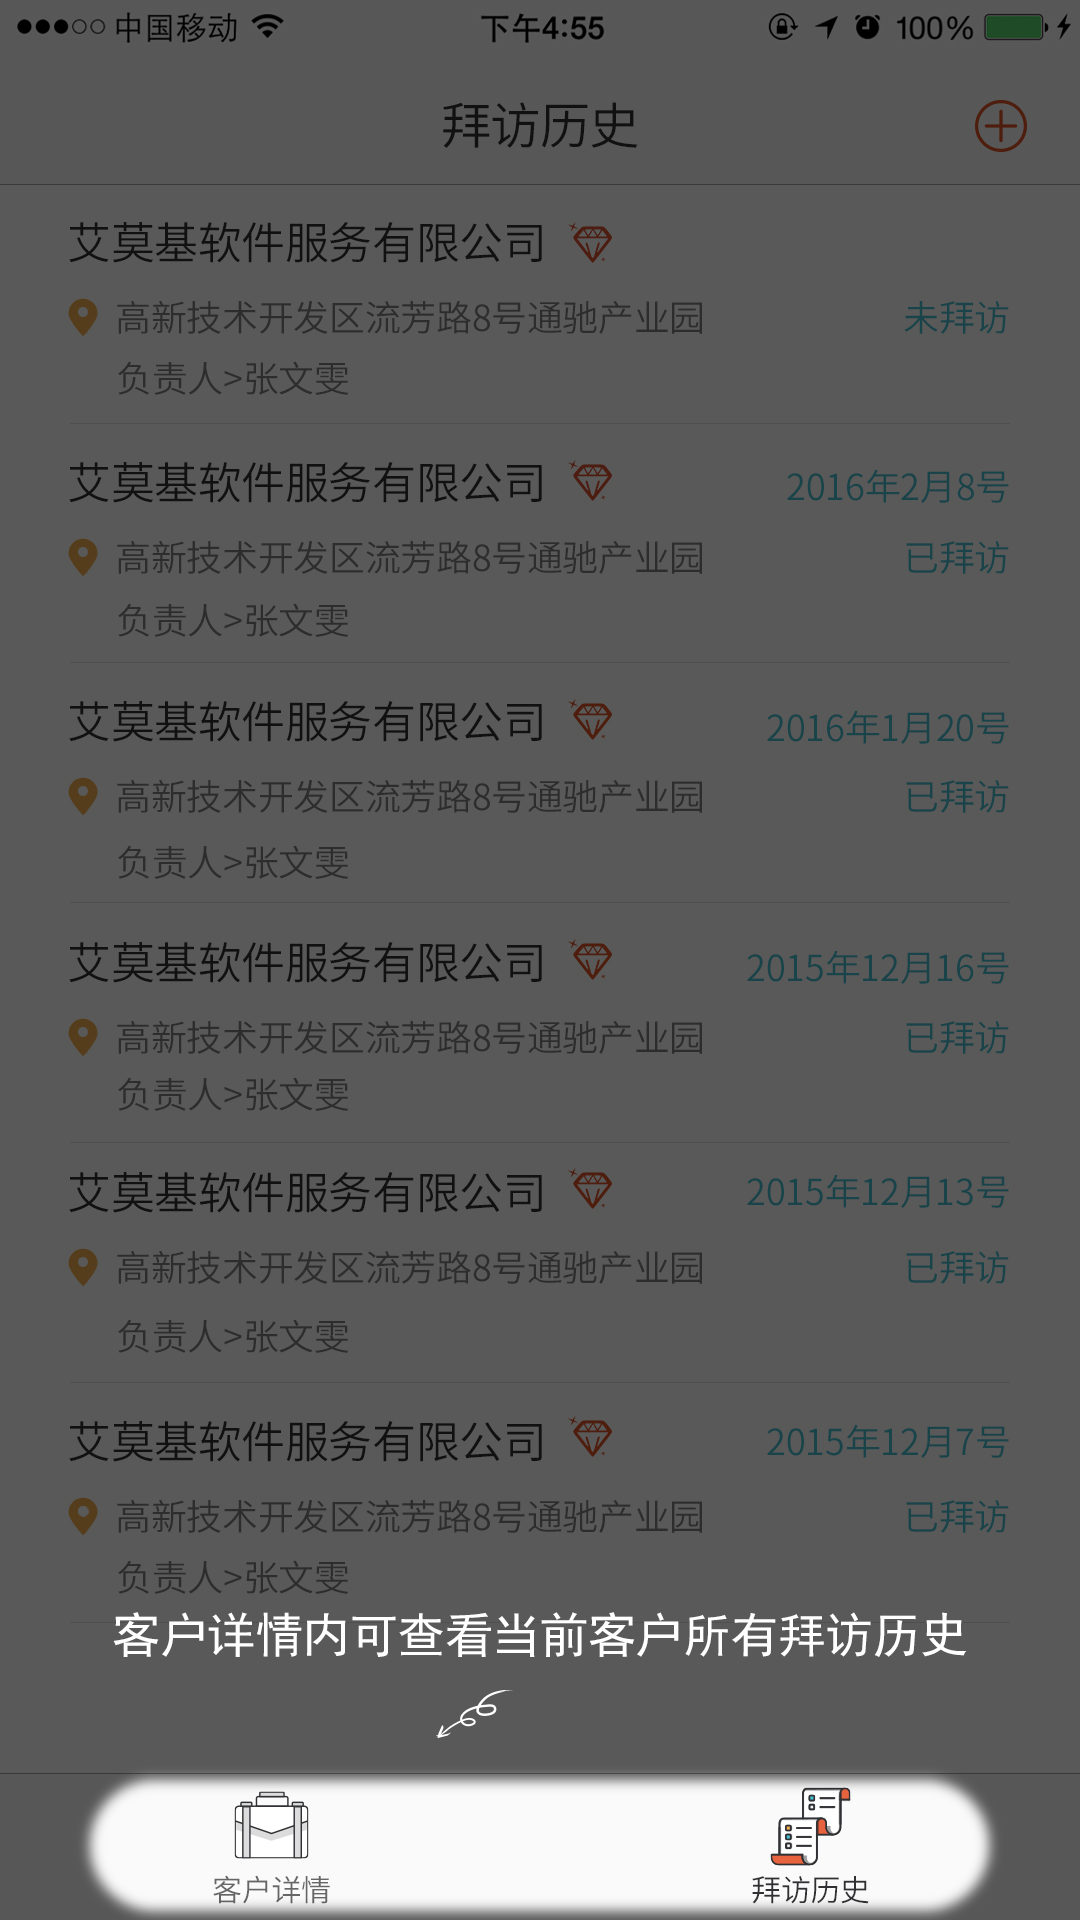 中国移动 下午4:55 100%
拜访历史
艾莫基软件服务有限公司
高新技术开发区流芳路8号通驰产业园 未拜访
负责人>张文雯
艾莫基软件服务有限公司 2016年2月8号
高新技术开发区流芳路8号通驰产业园 已拜访
负责人>张文雯
艾莫基软件服务有限公司 2016年1月20号
高新技术开发区流芳路8号通驰产业园 已拜访
负责人>张文雯
艾莫基软件服务有限公司 2015年12月16号
高新技术开发区流芳路8号通驰产业园 已拜访
负责人>张文雯
艾莫基软件服务有限公司 2015年12月13号
高新技术开发区流芳路8号通驰产业园 已拜访
负责人>张文雯
艾莫基软件服务有限公司 2015年12月7号
高新技术开发区流芳路8号通驰产业园 已拜访
负责人>张文雯
客户详情内可查看当前客户所有拜访历史
客户详情 拜访历史